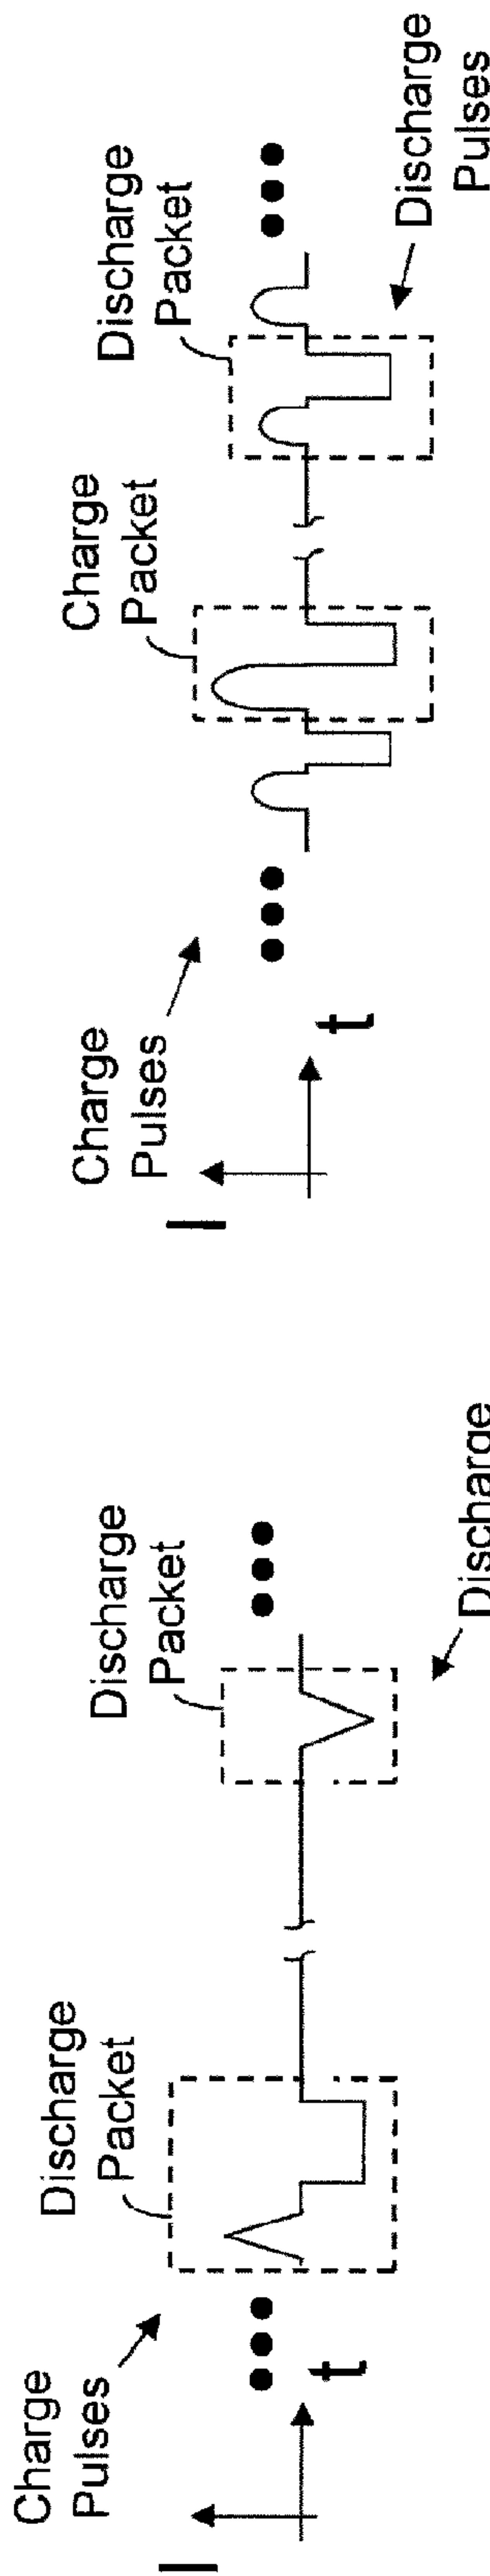 Charge
Pulses
Discharge
Packet
Discharge
Packet
Discharge
I
t
Charge
Pulses
Charge
Packet
Discharge
Packet
Discharge
Pulses
I
t